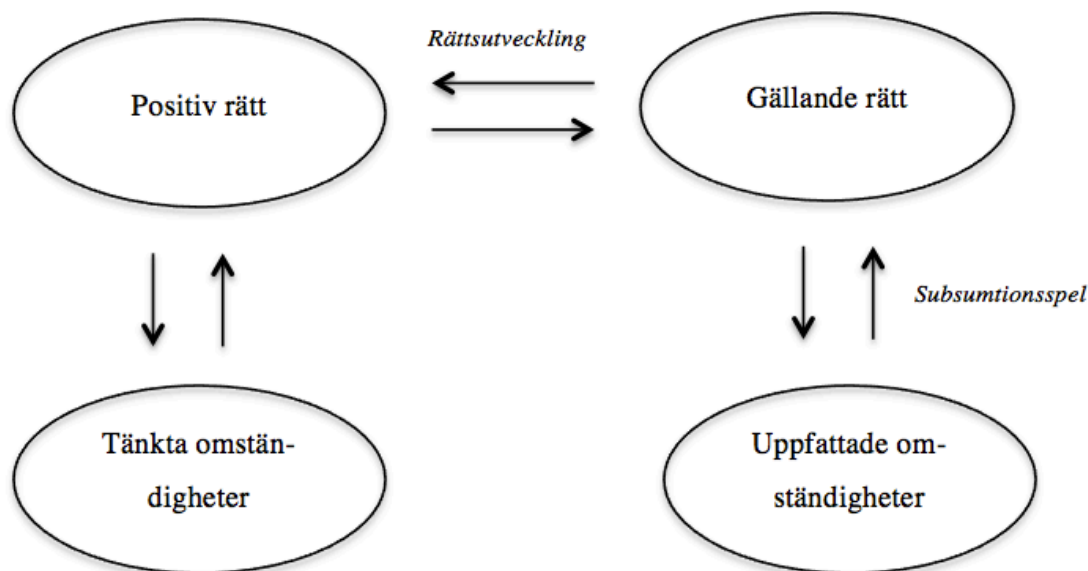 Rättsutveckling
Positiv rätt
Gällande rätt
Subsumtionsspel
Tänkta omstän-
digheter
Uppfattade om-
ständigheter